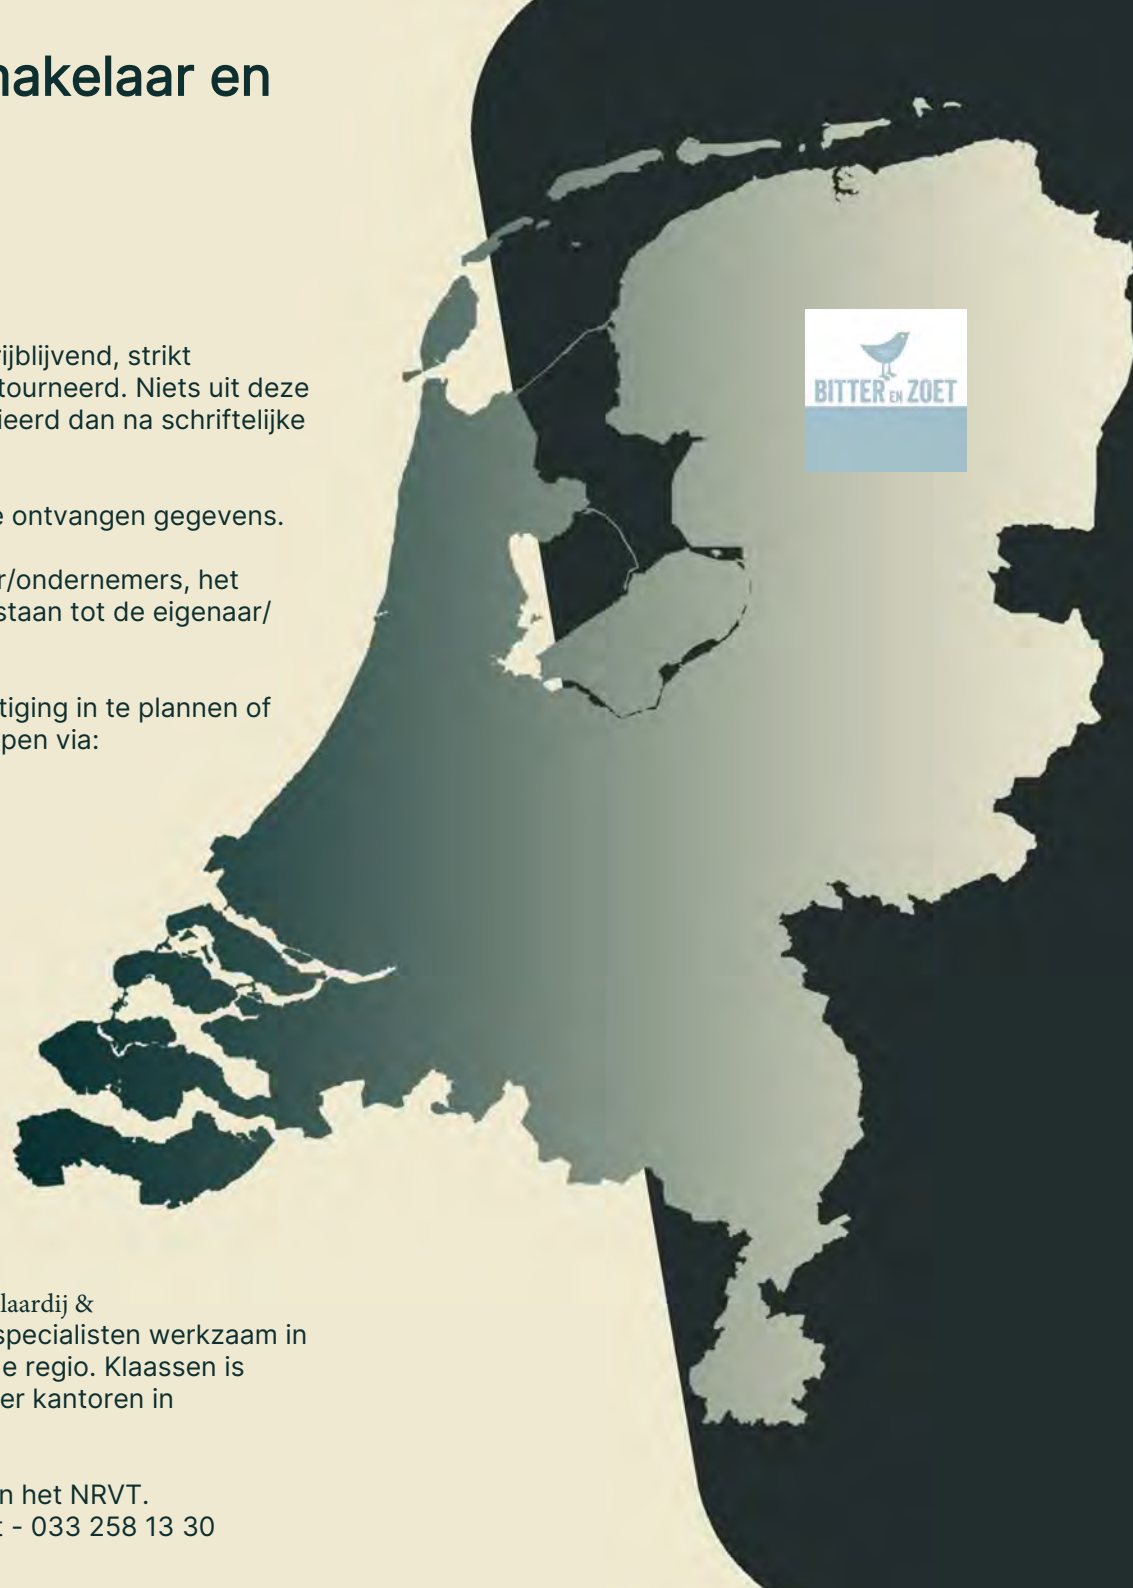 nakelaar en
rijblijvend, strikt
tourneerd. Niets uit deze
ieerd dan na schriftelijke
e ontvangen gegevens.
r/ondernemers, het
staan tot de eigenaar/
tiging in te plannen of
pen via:
BITTER EN ZOET
laardij &
specialisten werkzaam in
e regio. Klaassen is
er kantoren in
n het NRVT.
t - 033 258 13 30